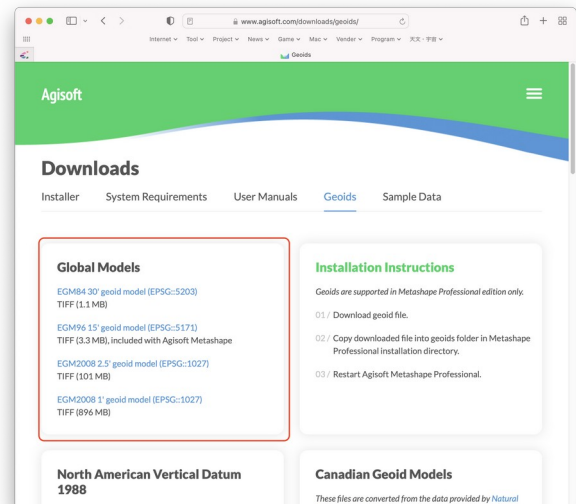 www.agisoft.com/downloads/geoids/
Internet Tool Project News Game Mac Vender Program 天文・宇宙
Geoids
Agisoft
Downloads
Installer System Requirements User Manuals Geoids Sample Data
Global Models
EGM84 30' geoid model (EPSG::5203)
TIFF (1.1 MB)
EGM96 15' geoid model (EPSG::5171)
TIFF (3.3 MB), included with Agisoft Metashape
EGM2008 2.5' geoid model (EPSG::1027)
TIFF (101 MB)
EGM2008 1' geoid model (EPSG::1027)
TIFF (896 MB)
Installation Instructions
Geoids are supported in Metashape Professional edition only.
01 / Download geoid file.
02 / Copy downloaded file into geoids folder in Metashape
Professional installation directory.
03 / Restart Agisoft Metashape Professional.
North American Vertical Datum
1988
Canadian Geoid Models
These files are converted from the data provided by Natural